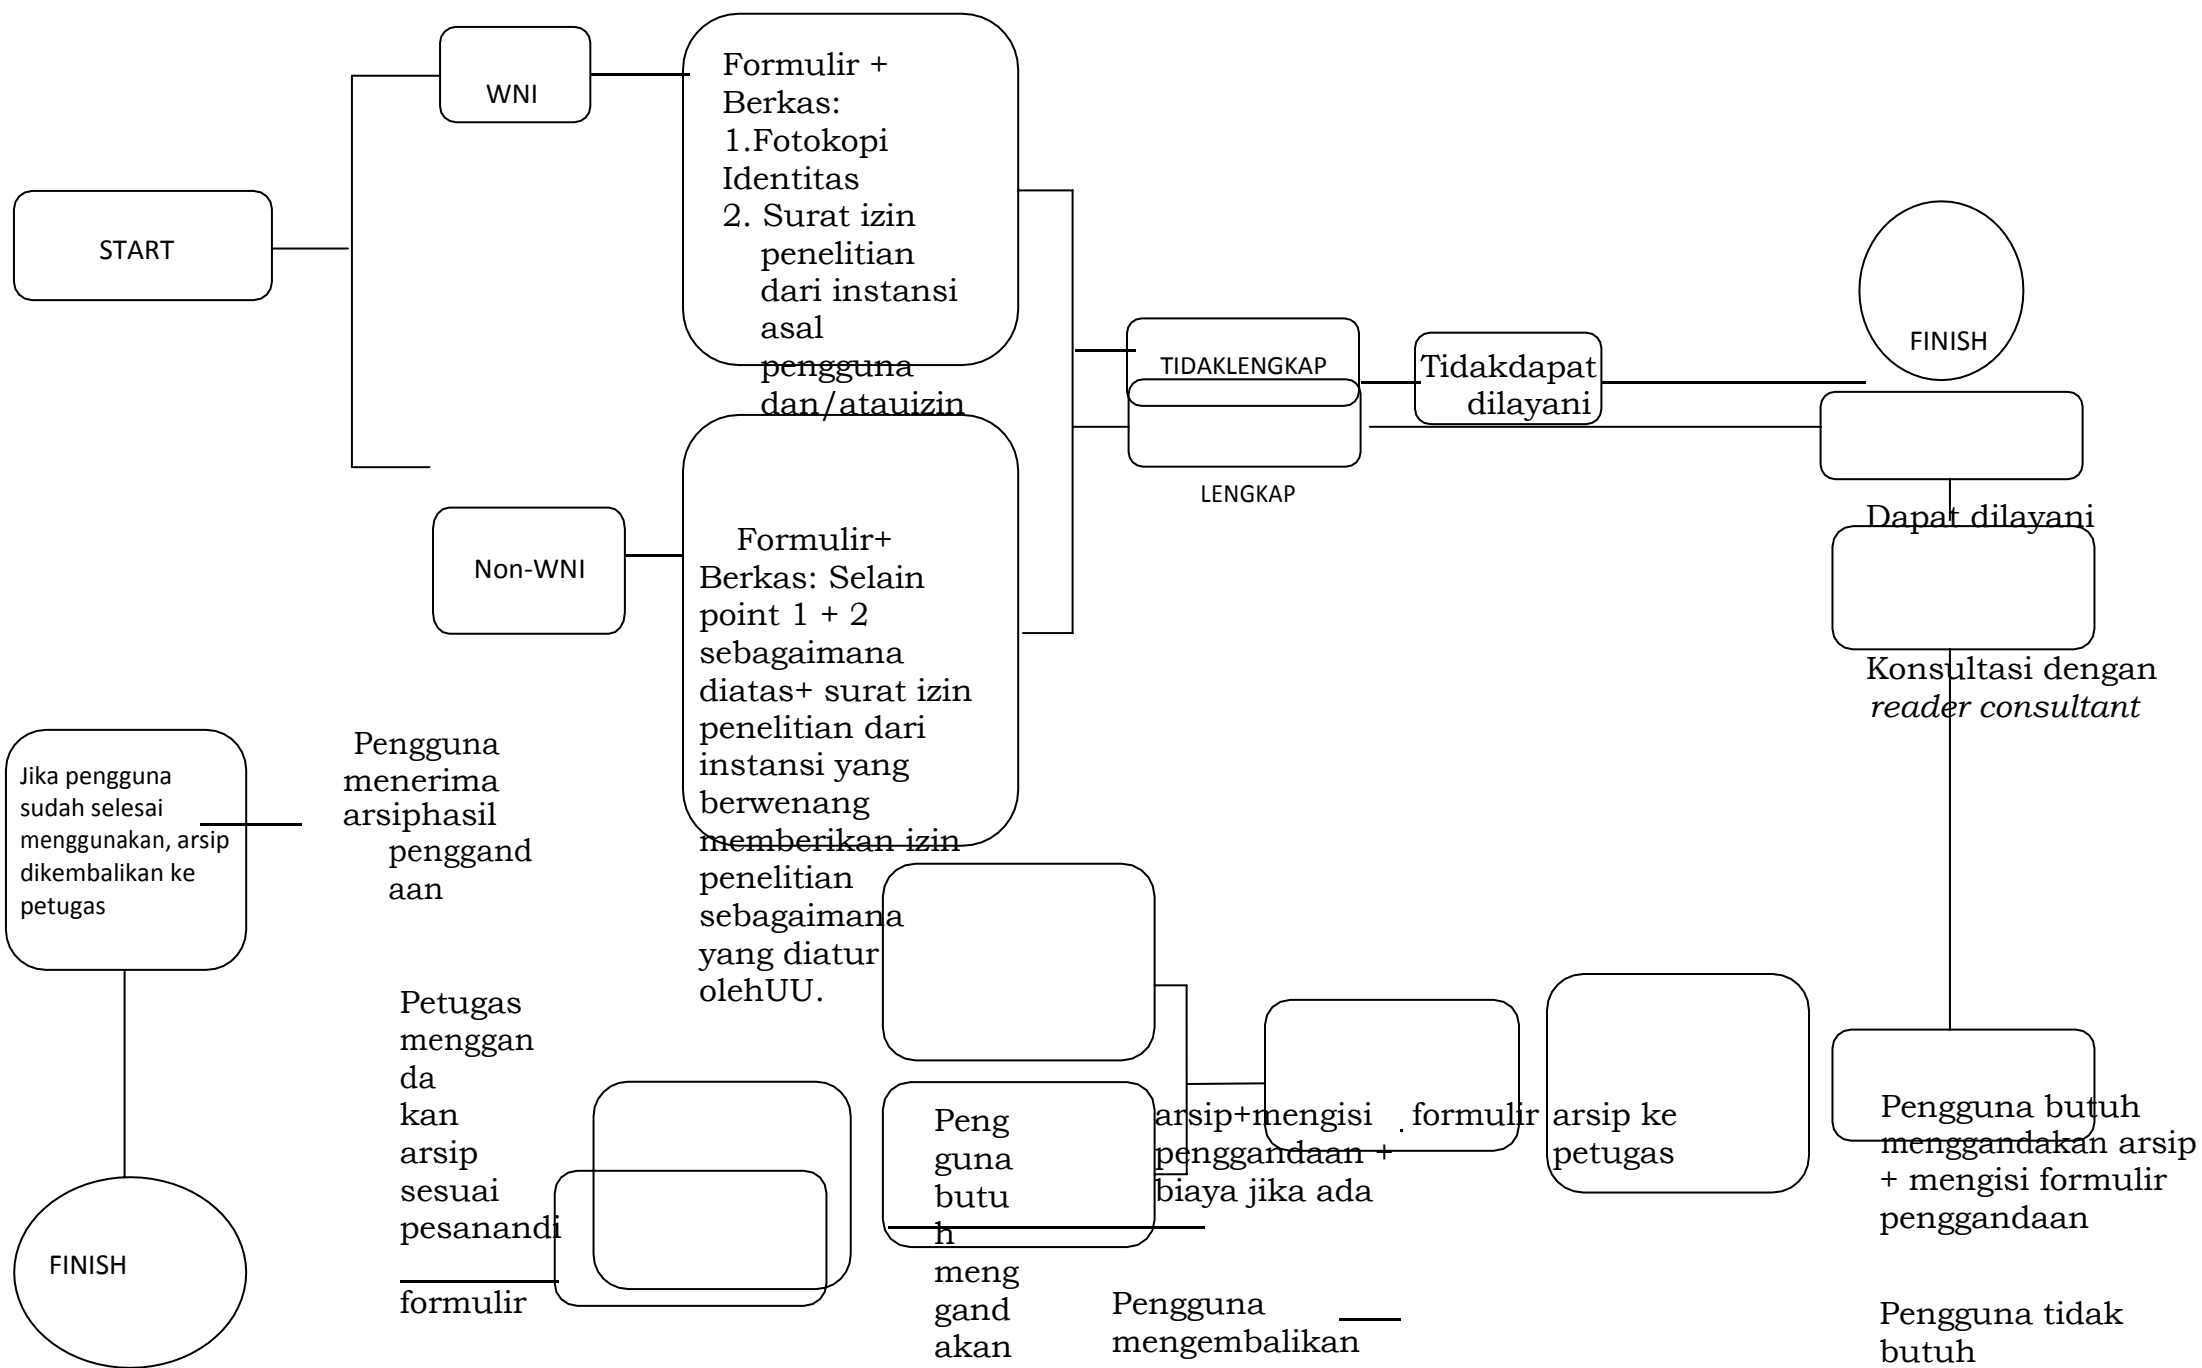 WNI
Formulir +
Berkas:
1.Fotokopi
Identitas
2. Surat izin
penelitian
dari instansi
asal
pengguna
dan/atauizin
START
FINISH
TIDAKLENGKAP
Tidakdapat
dilayani
LENGKAP
Dapat dilayani
Non-WNI
Formulir+
Berkas: Selain
point 1 + 2
sebagaimana
diatas+ surat izin
penelitian dari
instansi yang
berwenang
memberikan izin
penelitian
sebagaimana
yang diatur
olehUU.
Konsultasi dengan
reader consultant
Jika pengguna
sudah selesai
menggunakan, arsip
dikembalikan ke
petugas
Pengguna
menerima
arsiphasil
penggand
aan
Petugas
menggan
da
kan
arsip
sesuai
pesanandi
formulir
Peng
guna
butu
h
meng
gand
akan
arsip+mengisi . formulir
penggandaan +
biaya jika ada
arsip ke
petugas
Pengguna butuh
menggandakan arsip
+ mengisi formulir
penggandaan
FINISH
Pengguna
mengembalikan
Pengguna tidak
butuh